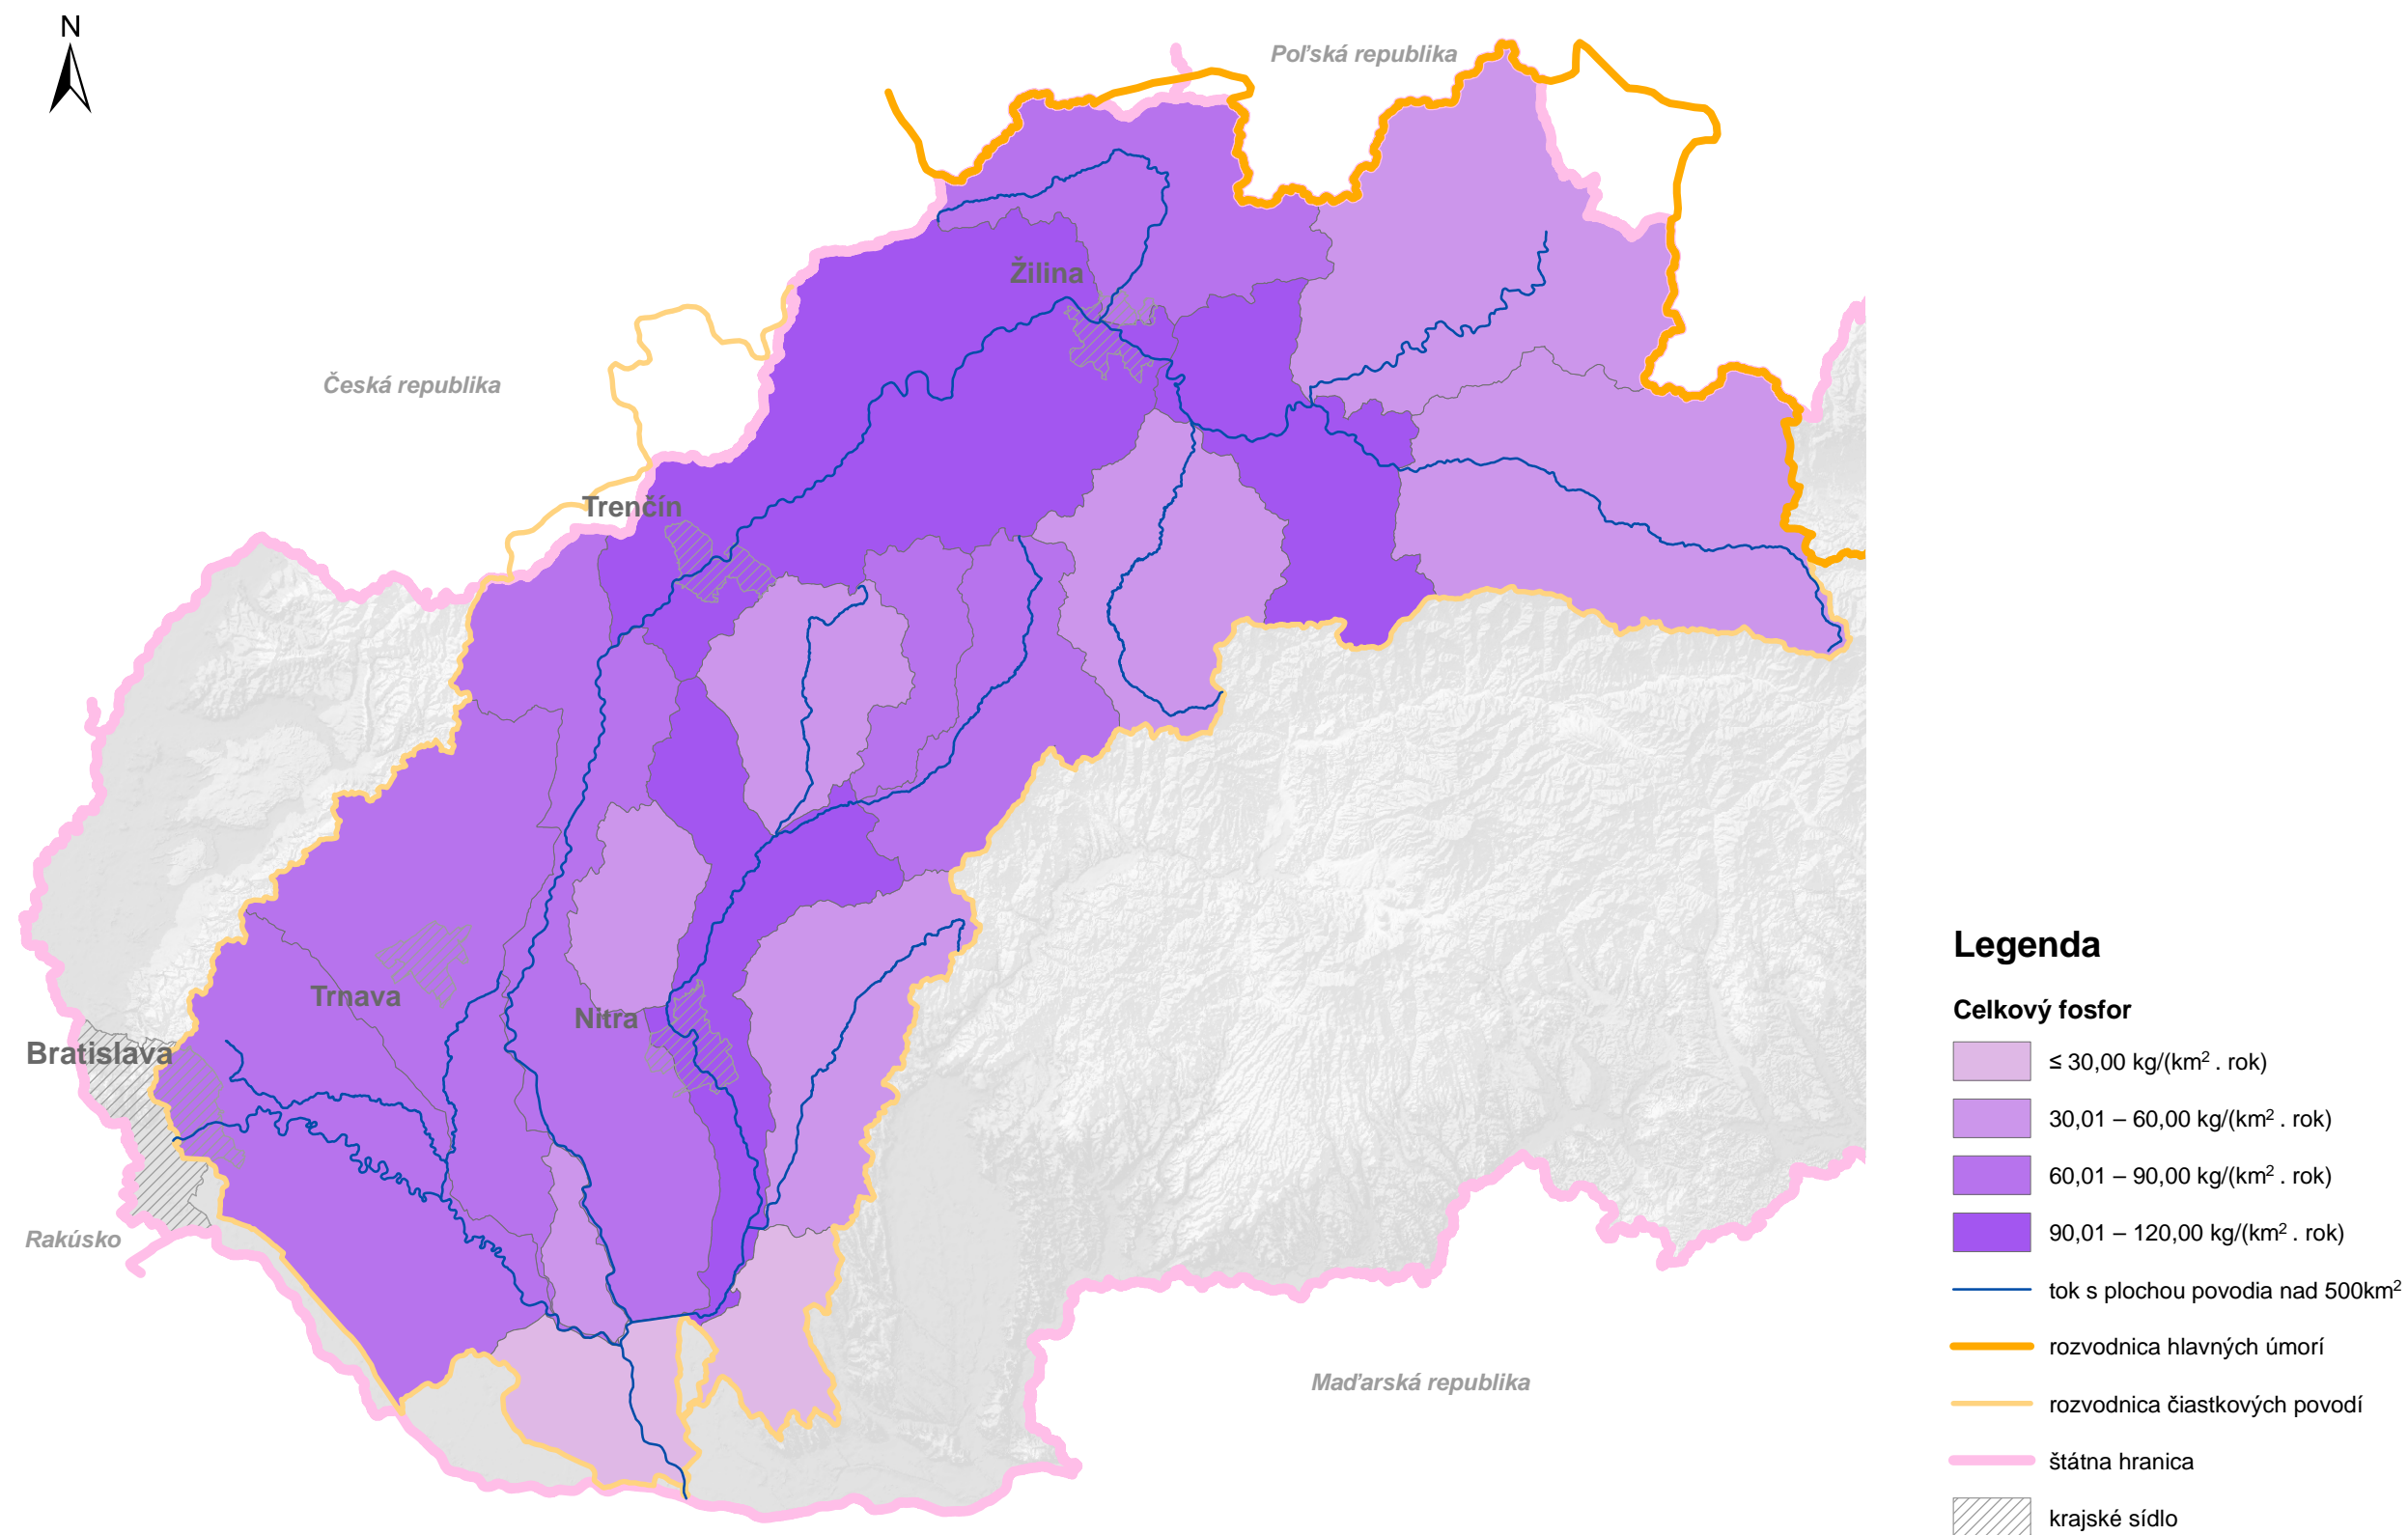 N
Poľská republika
Žilina
Česká republika
Trenčín
Trnava
Nitra
Bratislava
Rakúsko
Maďarská republika
Legenda
Celkový fosfor
≤ 30,00 kg/(km² . rok)
30,01 – 60,00 kg/(km² . rok)
60,01 – 90,00 kg/(km² . rok)
90,01 – 120,00 kg/(km² . rok)
tok s plochou povodia nad 500km²
rozvodnica hlavných úmorí
rozvodnica čiastkových povodí
štátna hranica
krajské sídlo